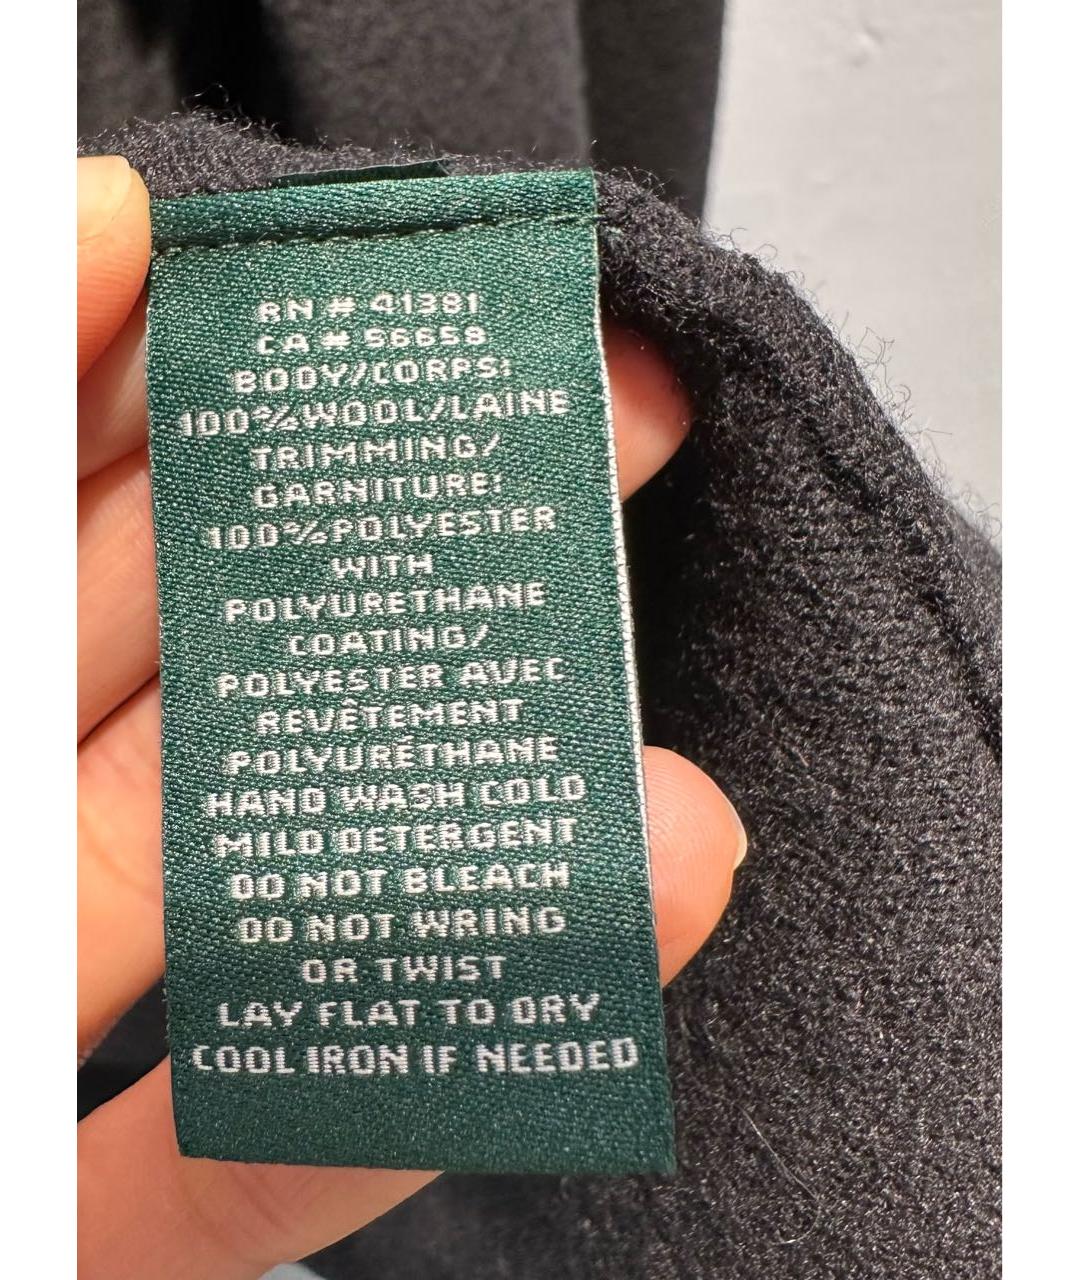 RN # 41381
CA # 56658
BODY/CORPS:
100%WOOL/LAINE
TRIMMING/
GARNITURE:
100%POLYESTER
WITH
POLYURETHANE
COATING/
POLYESTER AVEC
REVÊTEMENT
POLYURÉTHANE
HAND WASH COLD
MILD DETERGENT
DO NOT BLEACH
DO NOT WRING
OR TWIST
LAY FLAT TO DRY
COOL IRON IF NEEDED